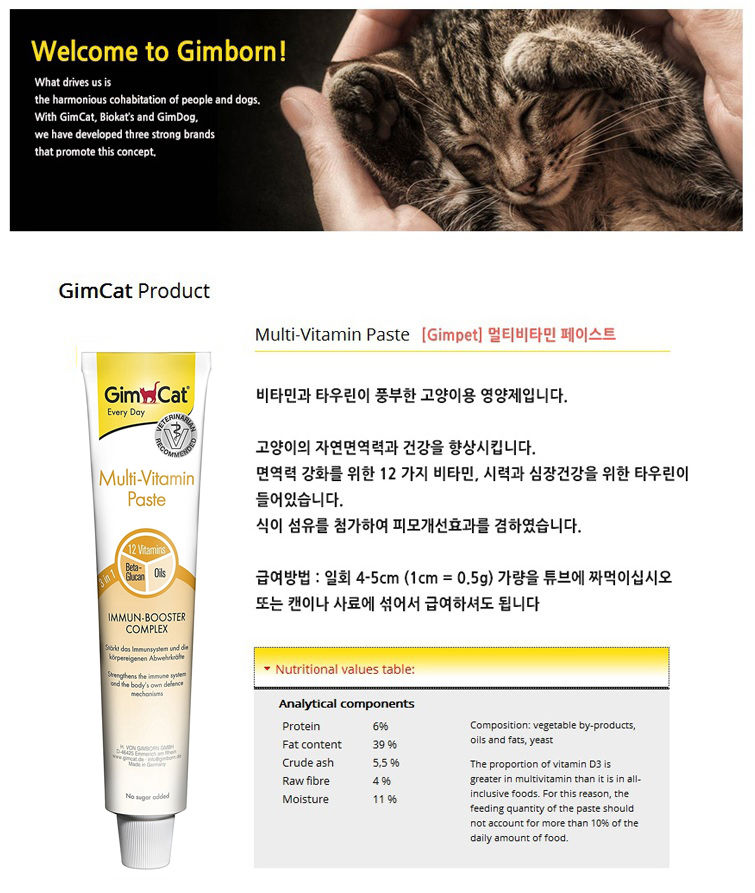 Welcome to Gimborn!
What drives us is
the harmonious cohabitation of people and dogs.
With GimCat, Biokat's and GimDog,
we have developed three strong brands
that promote this concept.
GimCat Product
Multi-Vitamin Paste [Gimpet] 멀티비타민 페이스트
비타민과 타우린이 풍부한 고양이용 영양제입니다.
고양이의 자연면역력과 건강을 향상시킵니다.
면역력 강화를 위한 12 가지 비타민, 시력과 심장건강을 위한 타우린이
들어있습니다.
식이 섬유를 첨가하여 피모개선효과를 겸하였습니다.
급여방법 : 일회 4-5cm (1cm = 0.5g) 가량을 튜브에 짜먹이십시오
또는 캔이나 사료에 섞어서 급여하셔도 됩니다
GimCat
Every Day
VETERINARIAN RECOMMENDED
Multi-Vitamin
Paste
3 in 1
12 Vitamins
Beta-
Glucan
Oils
IMMUN-BOOSTER
COMPLEX
Stärkt das Immunsystem und die
körpereigenen Abwehrkräfte
Strengthens the immune system
and the body's own defence
mechanisms
H. VON GIMBORN GMBH
D-46425 Emmerich am Rhein
www.gimcat.de · info@gimborn.de
Made in Germany
No sugar added
Nutritional values table:
Analytical components
Protein 6%
Fat content 39 %
Crude ash 5,5 %
Raw fibre 4 %
Moisture 11 %
Composition: vegetable by-products,
oils and fats, yeast
The proportion of vitamin D3 is
greater in multivitamin than it is in all-
inclusive foods. For this reason, the
feeding quantity of the paste should
not account for more than 10% of the
daily amount of food.